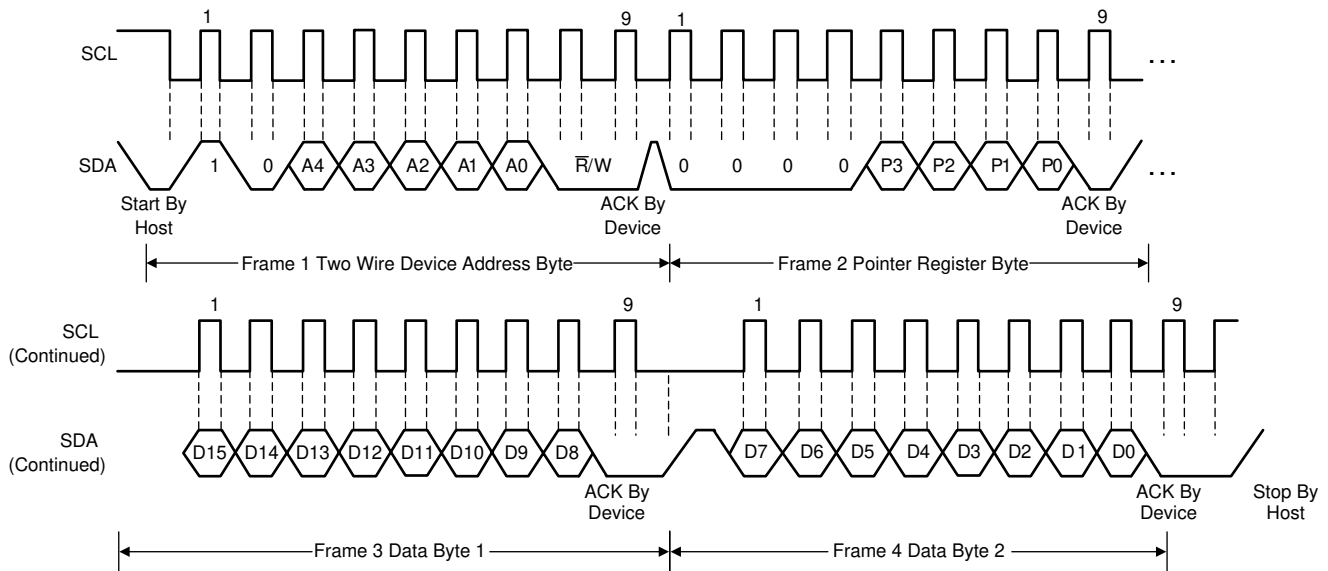 1 9 1 9
SCL ...
SDA 1 0 A4 A3 A2 A1 A0 R̅/W 0 0 0 0 P3 P2 P1 P0 ...
Start By
Host
ACK By
Device
ACK By
Device
Frame 1 Two Wire Device Address Byte
Frame 2 Pointer Register Byte
1 9 1 9
SCL
(Continued)
SDA
(Continued)
D15 D14 D13 D12 D11 D10 D9 D8 D7 D6 D5 D4 D3 D2 D1 D0
ACK By
Device
ACK By
Device
Stop By
Host
Frame 3 Data Byte 1
Frame 4 Data Byte 2